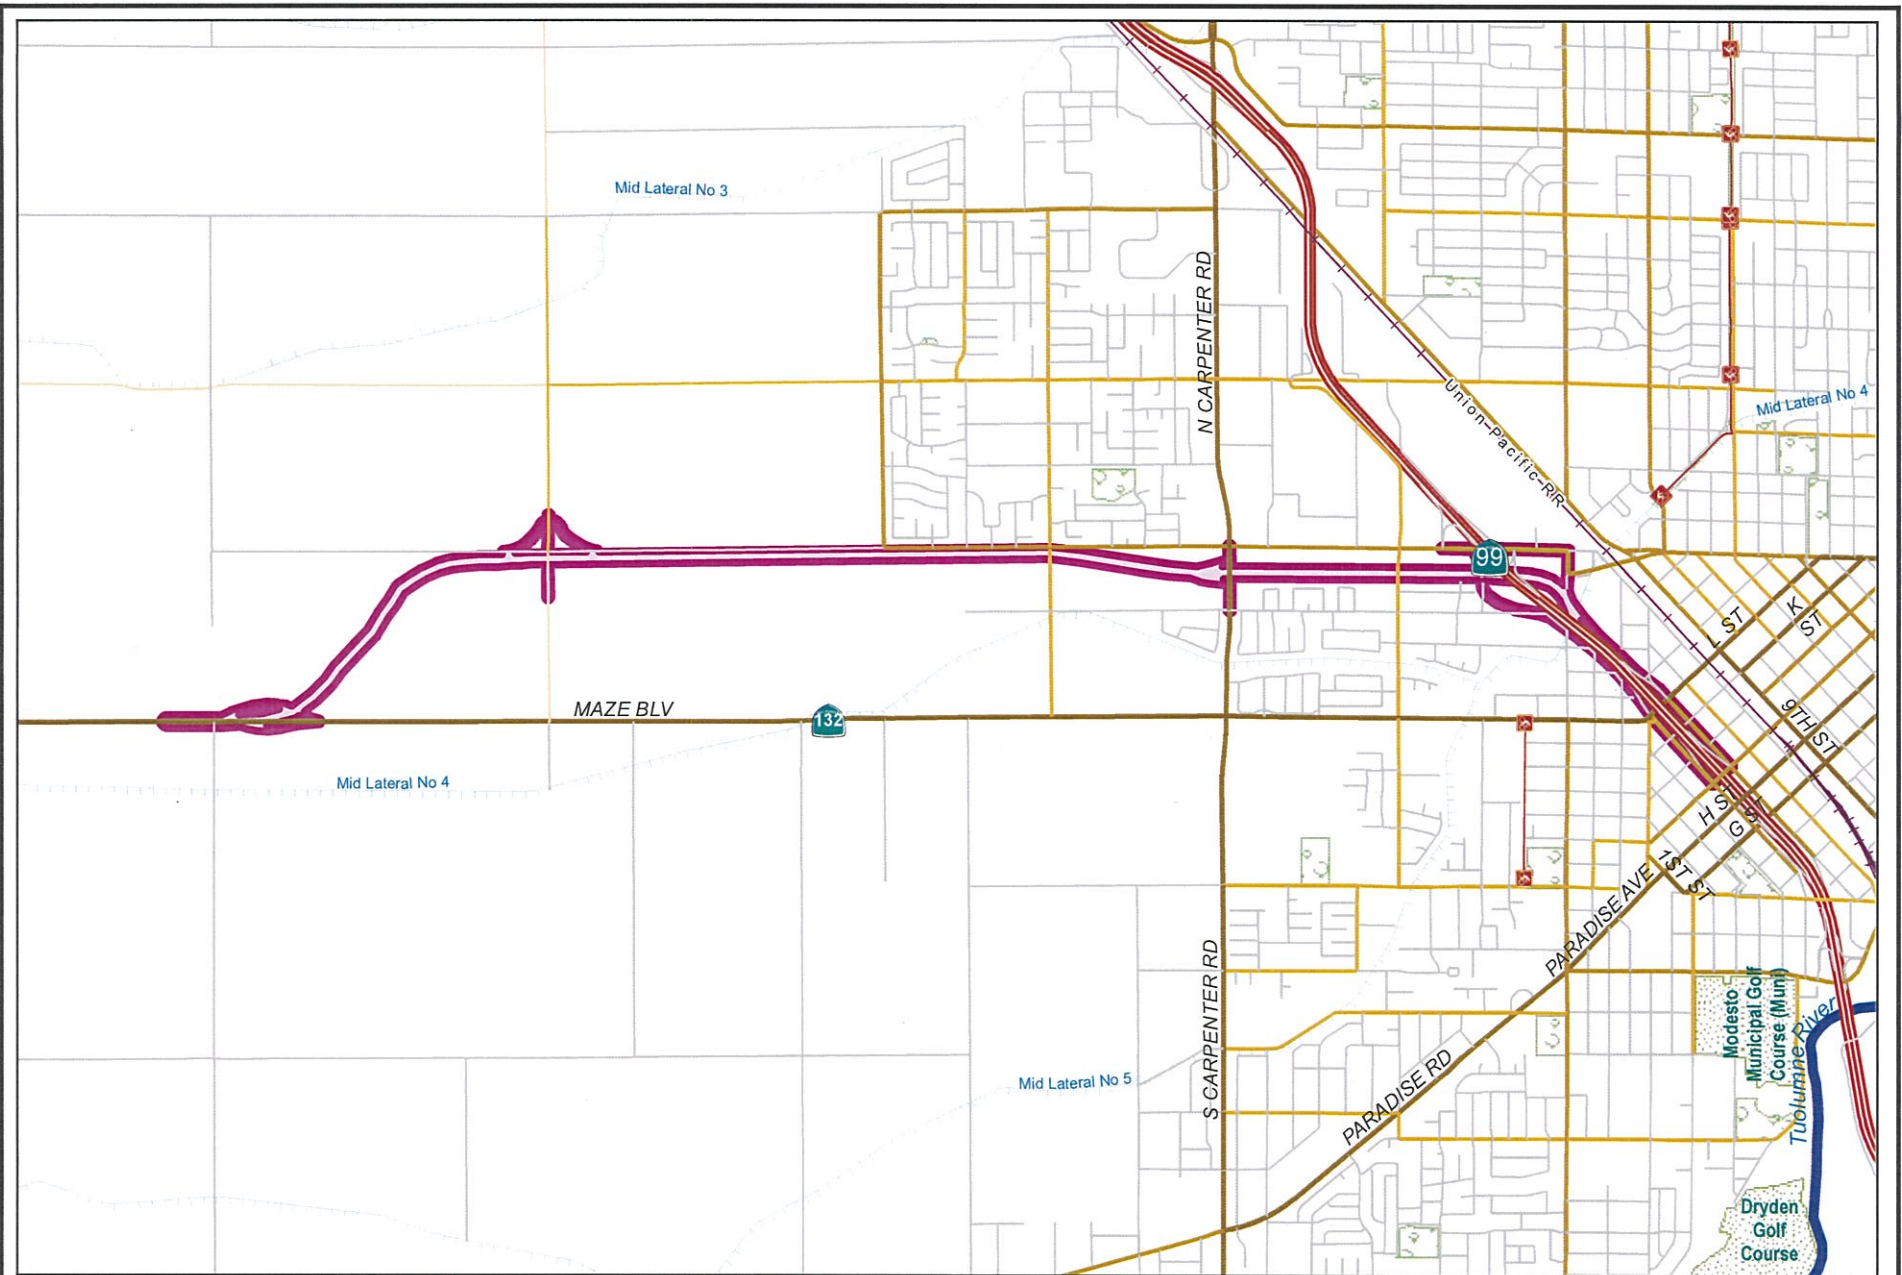 Mid Lateral No 3
N CARPENTER RD
Union Pacific RR
Mid Lateral No 4
99
L ST
K
ST
MAZE BLV
132
9TH ST
Mid Lateral No 4
H ST
G
ST
1ST ST
PARADISE AVE
S CARPENTER RD
Modesto
Municipal Golf
Course (Muni)
Tuolumne River
Mid Lateral No 5
PARADISE RD
Dryden
Golf
Course